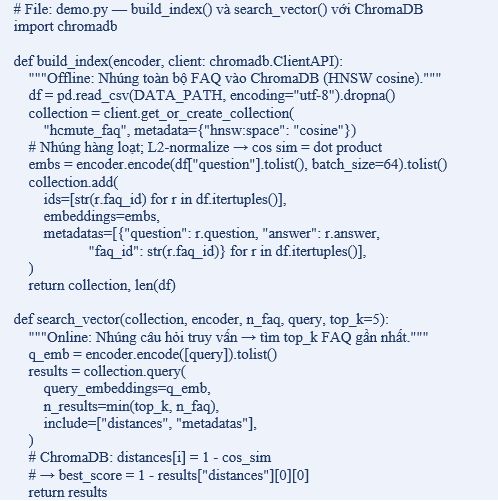 # File: demo.py — build_index() và search_vector() với ChromaDB
import chromadb

def build_index(encoder, client: chromadb.ClientAPI):
    """Offline: Nhúng toàn bộ FAQ vào ChromaDB (HNSW cosine)."""
    df = pd.read_csv(DATA_PATH, encoding="utf-8").dropna()
    collection = client.get_or_create_collection(
        "hcmute_faq", metadata={"hnsw:space": "cosine"})
    # Nhúng hàng loạt; L2-normalize → cos sim = dot product
    embs = encoder.encode(df["question"].tolist(), batch_size=64).tolist()
    collection.add(
        ids=[str(r.faq_id) for r in df.itertuples()],
        embeddings=embs,
        metadatas=[{"question": r.question, "answer": r.answer,
                    "faq_id": str(r.faq_id)} for r in df.itertuples()],
    )
    return collection, len(df)

def search_vector(collection, encoder, n_faq, query, top_k=5):
    """Online: Nhúng câu hỏi truy vấn → tìm top_k FAQ gần nhất."""
    q_emb = encoder.encode([query]).tolist()
    results = collection.query(
        query_embeddings=q_emb,
        n_results=min(top_k, n_faq),
        include=["distances", "metadatas"],
    )
    # ChromaDB: distances[i] = 1 - cos_sim
    # → best_score = 1 - results["distances"][0][0]
    return results